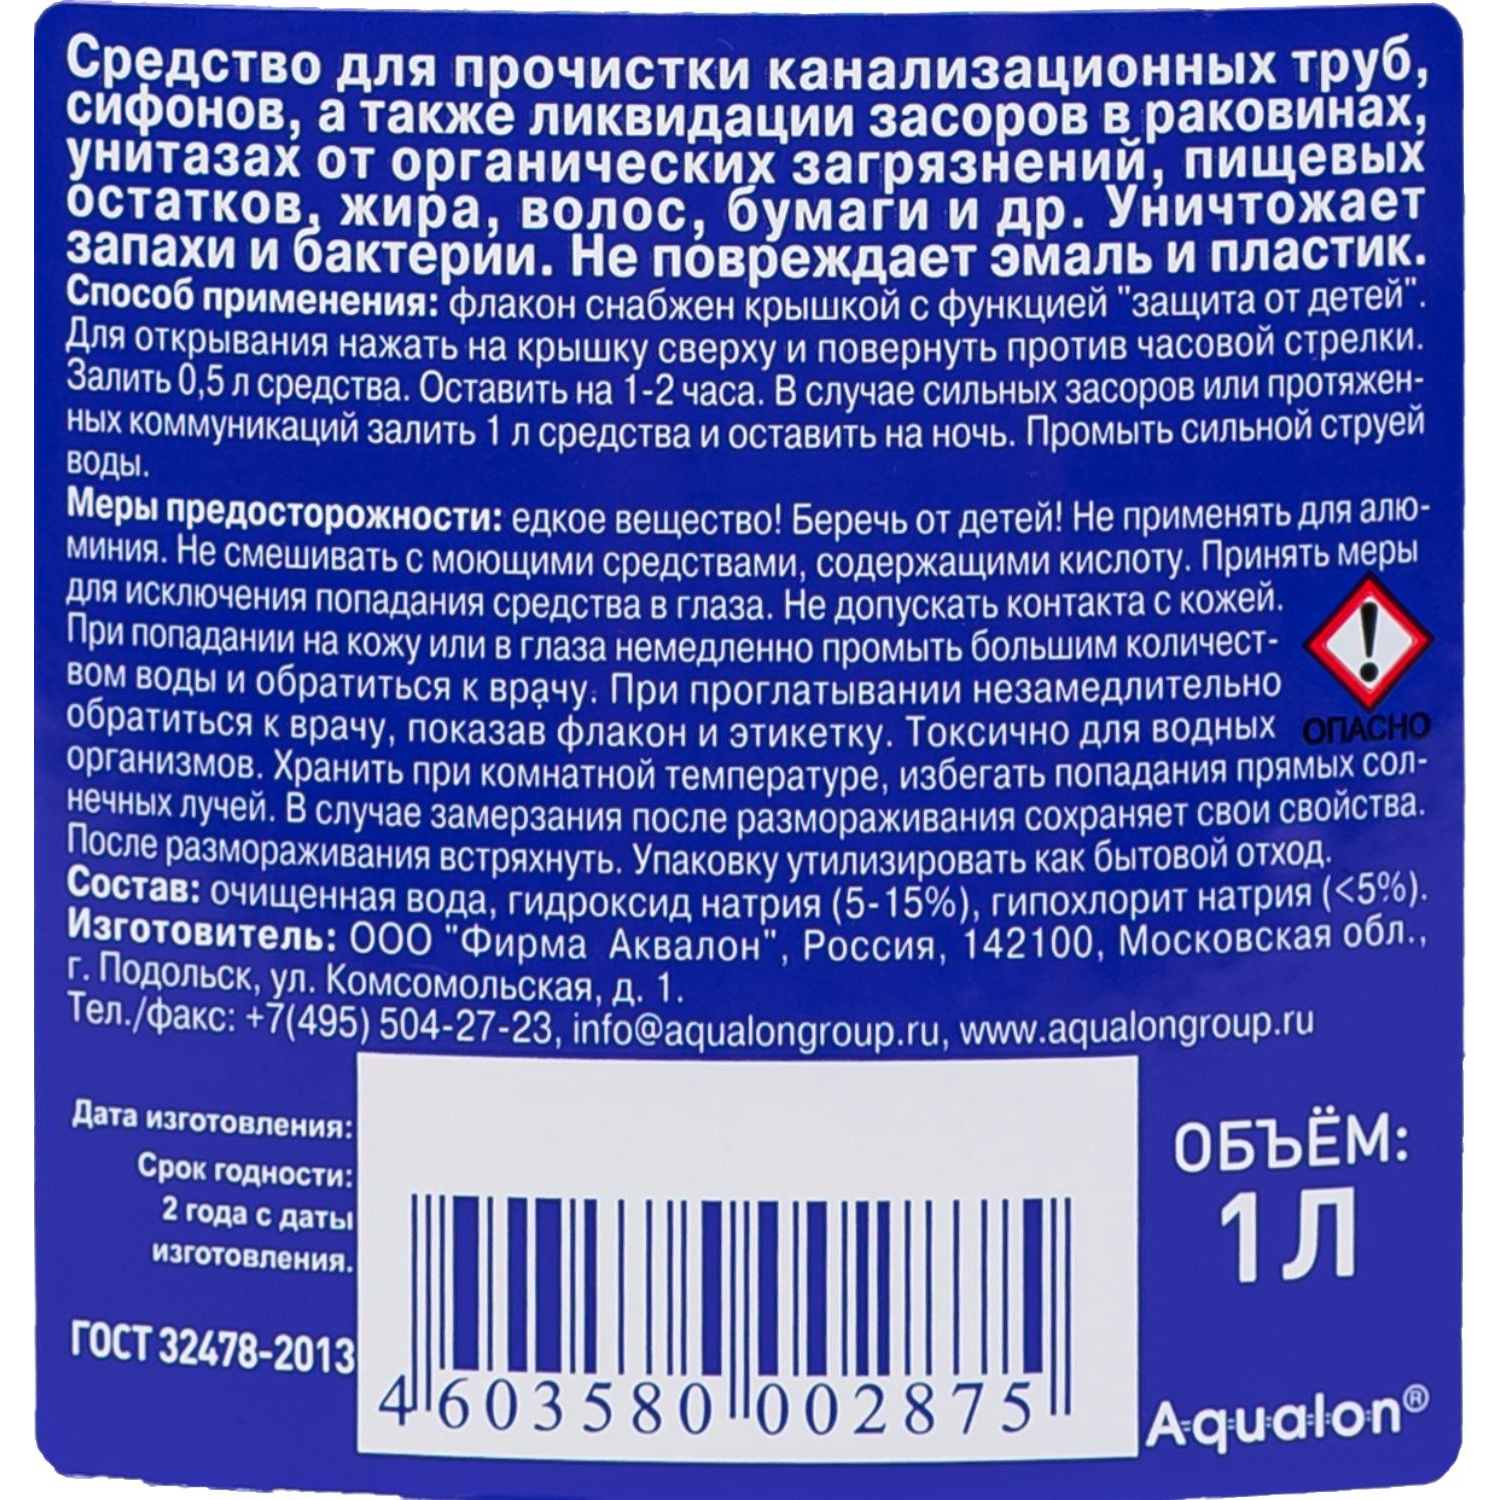 Средство для прочистки канализационных труб,
сифонов, а также ликвидации засоров в раковинах,
унитазах от органических загрязнений, пищевых
остатков, жира, волос, бумаги и др. Уничтожает
запахи и бактерии. Не повреждает эмаль и пластик.
Способ применения: флакон снабжен крышкой с функцией "защита от детей".
Для открывания нажать на крышку сверху и повернуть против часовой стрелки.
Залить 0,5 л средства. Оставить на 1-2 часа. В случае сильных засоров или протяжен-
ных коммуникаций залить 1 л средства и оставить на ночь. Промыть сильной струей
воды.
Меры предосторожности: едкое вещество! Беречь от детей! Не применять для алю-
миния. Не смешивать с моющими средствами, содержащими кислоту. Принять меры
для исключения попадания средства в глаза. Не допускать контакта с кожей.
При попадании на кожу или в глаза немедленно промыть большим количест-
вом воды и обратиться к врачу. При проглатывании незамедлительно
обратиться к врачу, показав флакон и этикетку. Токсично для водных
ОПАСНО
организмов. Хранить при комнатной температуре, избегать попадания прямых сол-
нечных лучей. В случае замерзания после размораживания сохраняет свои свойства.
После размораживания встряхнуть. Упаковку утилизировать как бытовой отход.
Состав: очищенная вода, гидроксид натрия (5-15%), гипохлорит натрия (<5%).
Изготовитель: ООО "Фирма Аквалон", Россия, 142100, Московская обл.,
г. Подольск, ул. Комсомольская, д. 1.
Тел./факс: +7(495) 504-27-23, info@aqualongroup.ru, www.aqualongroup.ru
Дата изготовления:
Срок годности:
2 года с даты
изготовления.
ГОСТ 32478-2013
4 603580 002875
ОБЪЁМ:
1 Л
Aqualon®